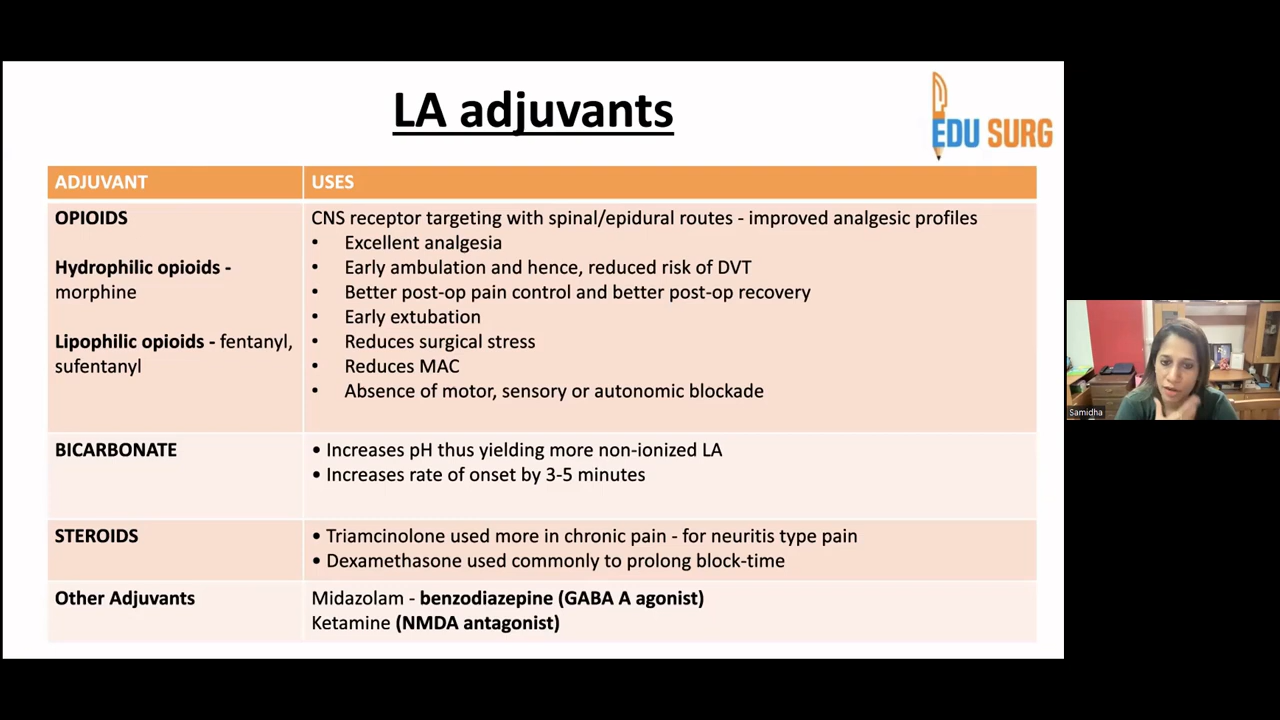 LA adjuvants
EDU SURG
ADJUVANT
USES
OPIOIDS
Hydrophilic opioids -
morphine
Lipophilic opioids - fentanyl,
sufentanyl
CNS receptor targeting with spinal/epidural routes - improved analgesic profiles
• Excellent analgesia
• Early ambulation and hence, reduced risk of DVT
• Better post-op pain control and better post-op recovery
• Early extubation
• Reduces surgical stress
• Reduces MAC
• Absence of motor, sensory or autonomic blockade
BICARBONATE
• Increases pH thus yielding more non-ionized LA
• Increases rate of onset by 3-5 minutes
STEROIDS
• Triamcinolone used more in chronic pain - for neuritis type pain
• Dexamethasone used commonly to prolong block-time
Other Adjuvants
Midazolam - benzodiazepine (GABA A agonist)
Ketamine (NMDA antagonist)
Samidha